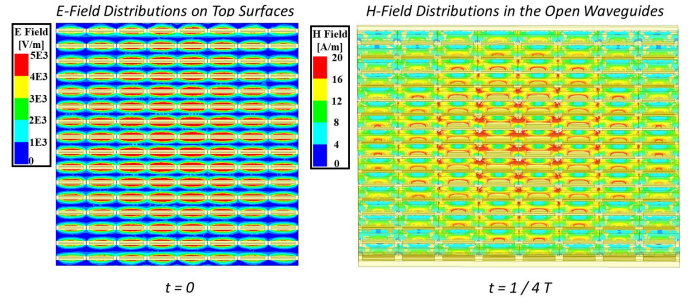 E-Field Distributions on Top Surfaces
H-Field Distributions in the Open Waveguides
E Field
[V/m]
5E3
4E3
3E3
2E3
1E3
0
H Field
[A/m]
20
16
12
8
4
0
t = 0
t = 1 / 4 T